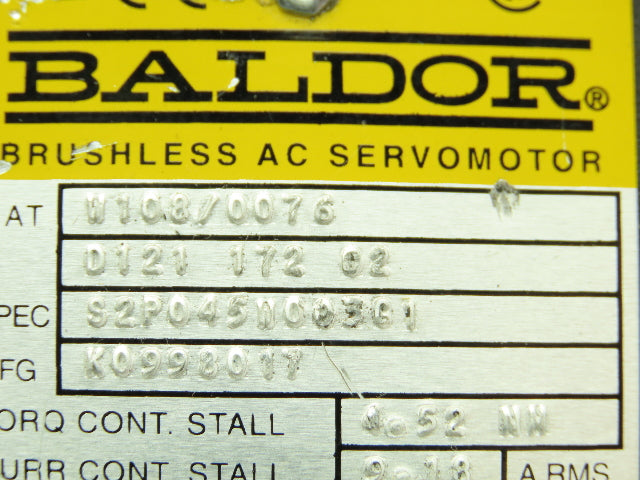 BALDOR®
BRUSHLESS AC SERVOMOTOR
AT W108/0076
D121 172 02
PEC S2P045W003G1
FG K0998017
ORQ CONT. STALL 4.52 NM
URR CONT. STALL A RMS